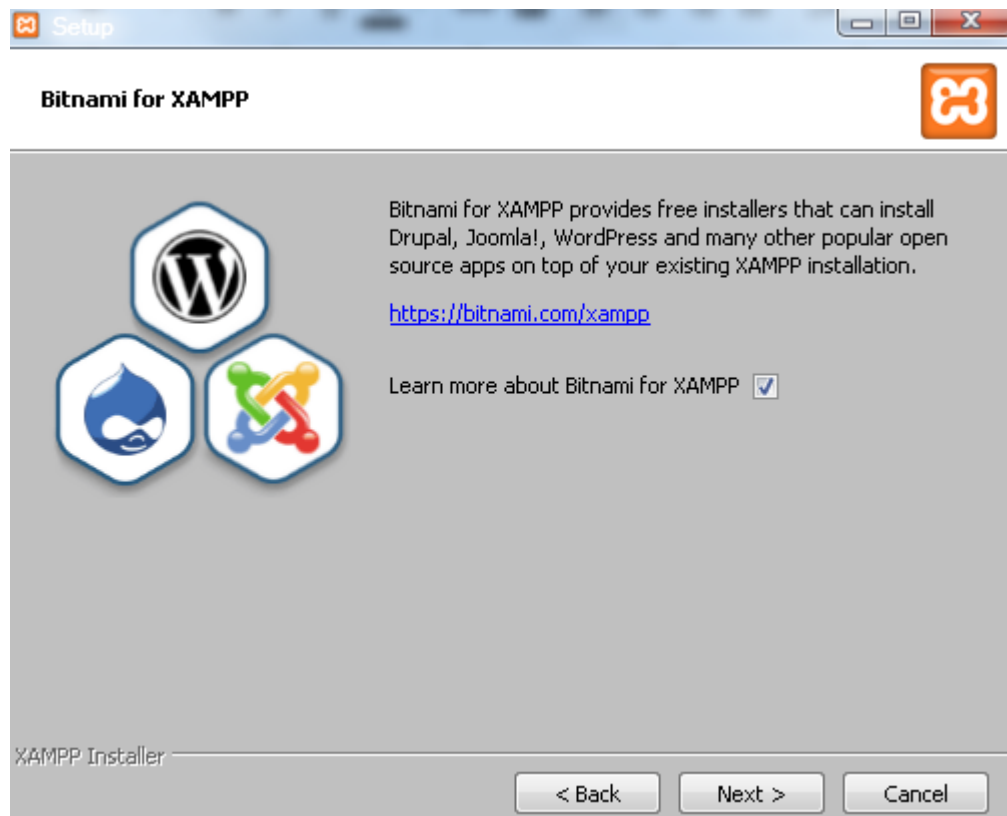 Setup
Bitnami for XAMPP
Bitnami for XAMPP provides free installers that can install
Drupal, Joomla!, WordPress and many other popular open
source apps on top of your existing XAMPP installation.
https://bitnami.com/xampp
Learn more about Bitnami for XAMPP
XAMPP Installer
< Back Next > Cancel